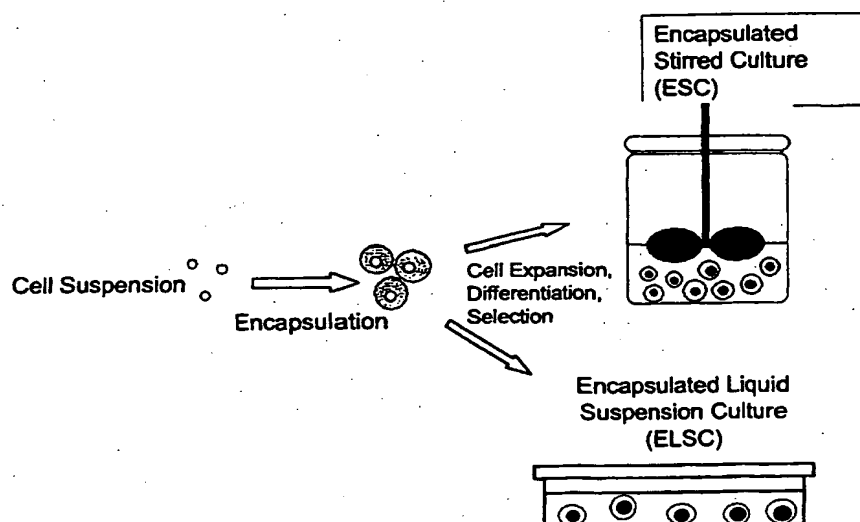 Encapsulated
Stirred Culture
(ESC)
Cell Suspension
Encapsulation
Cell Expansion,
Differentiation,
Selection
Encapsulated Liquid
Suspension Culture
(ELSC)